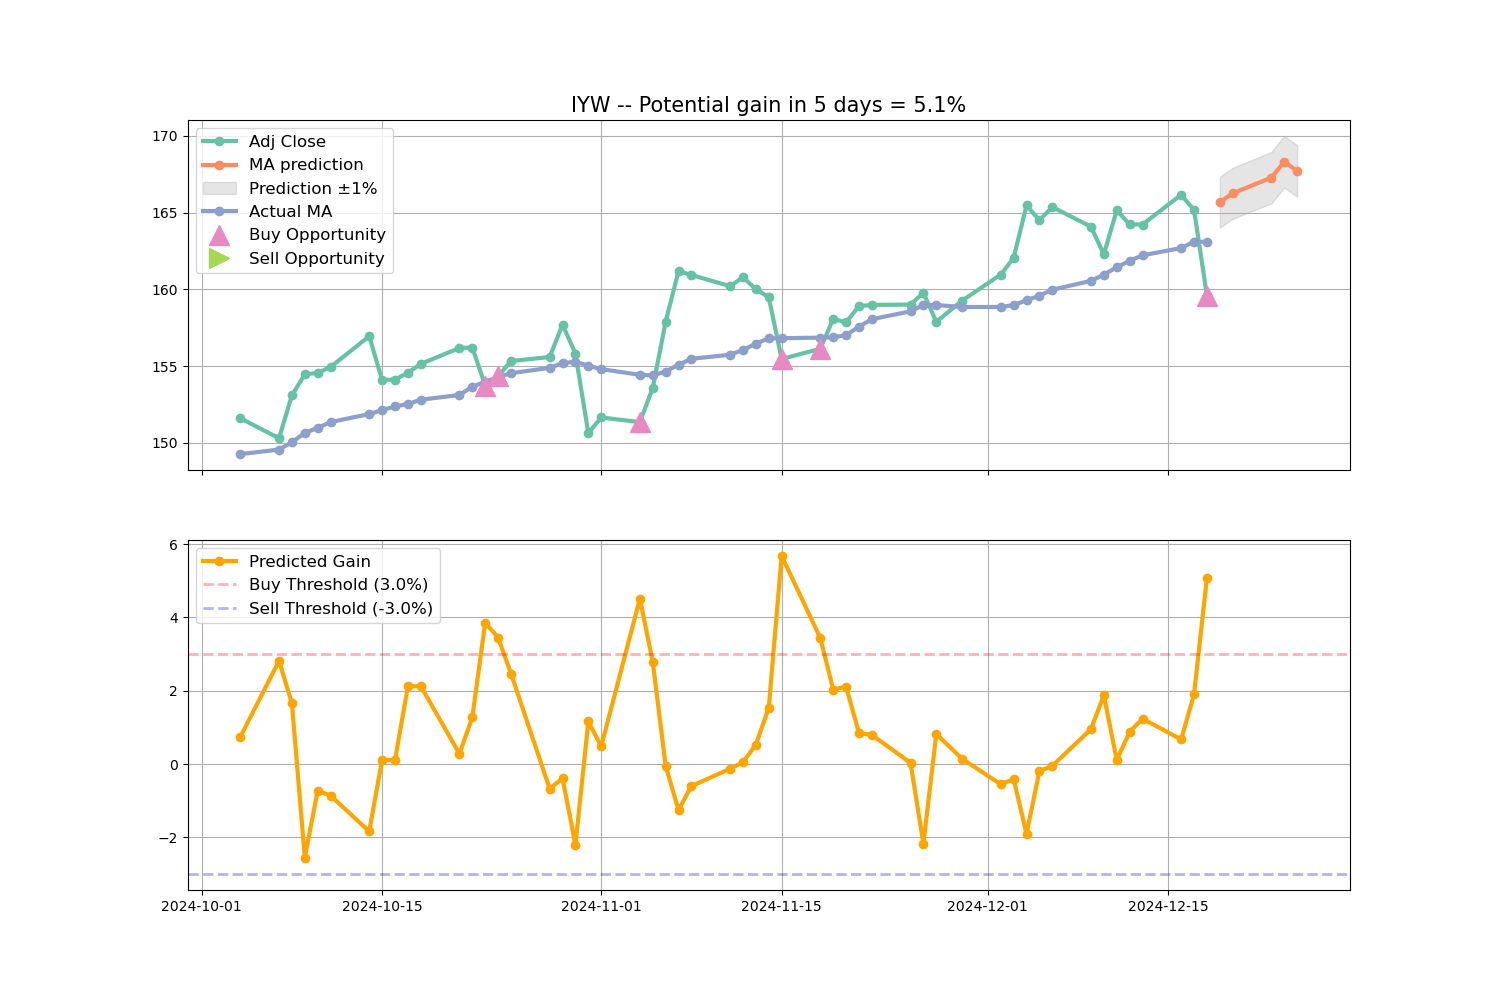 IYW -- Potential gain in 5 days = 5.1%
170
165
160
155
150
Adj Close
MA prediction
Prediction ±1%
Actual MA
Buy Opportunity
Sell Opportunity
6
4
2
0
−2
Predicted Gain
Buy Threshold (3.0%)
Sell Threshold (-3.0%)
2024-10-01 2024-10-15 2024-11-01 2024-11-15 2024-12-01 2024-12-15